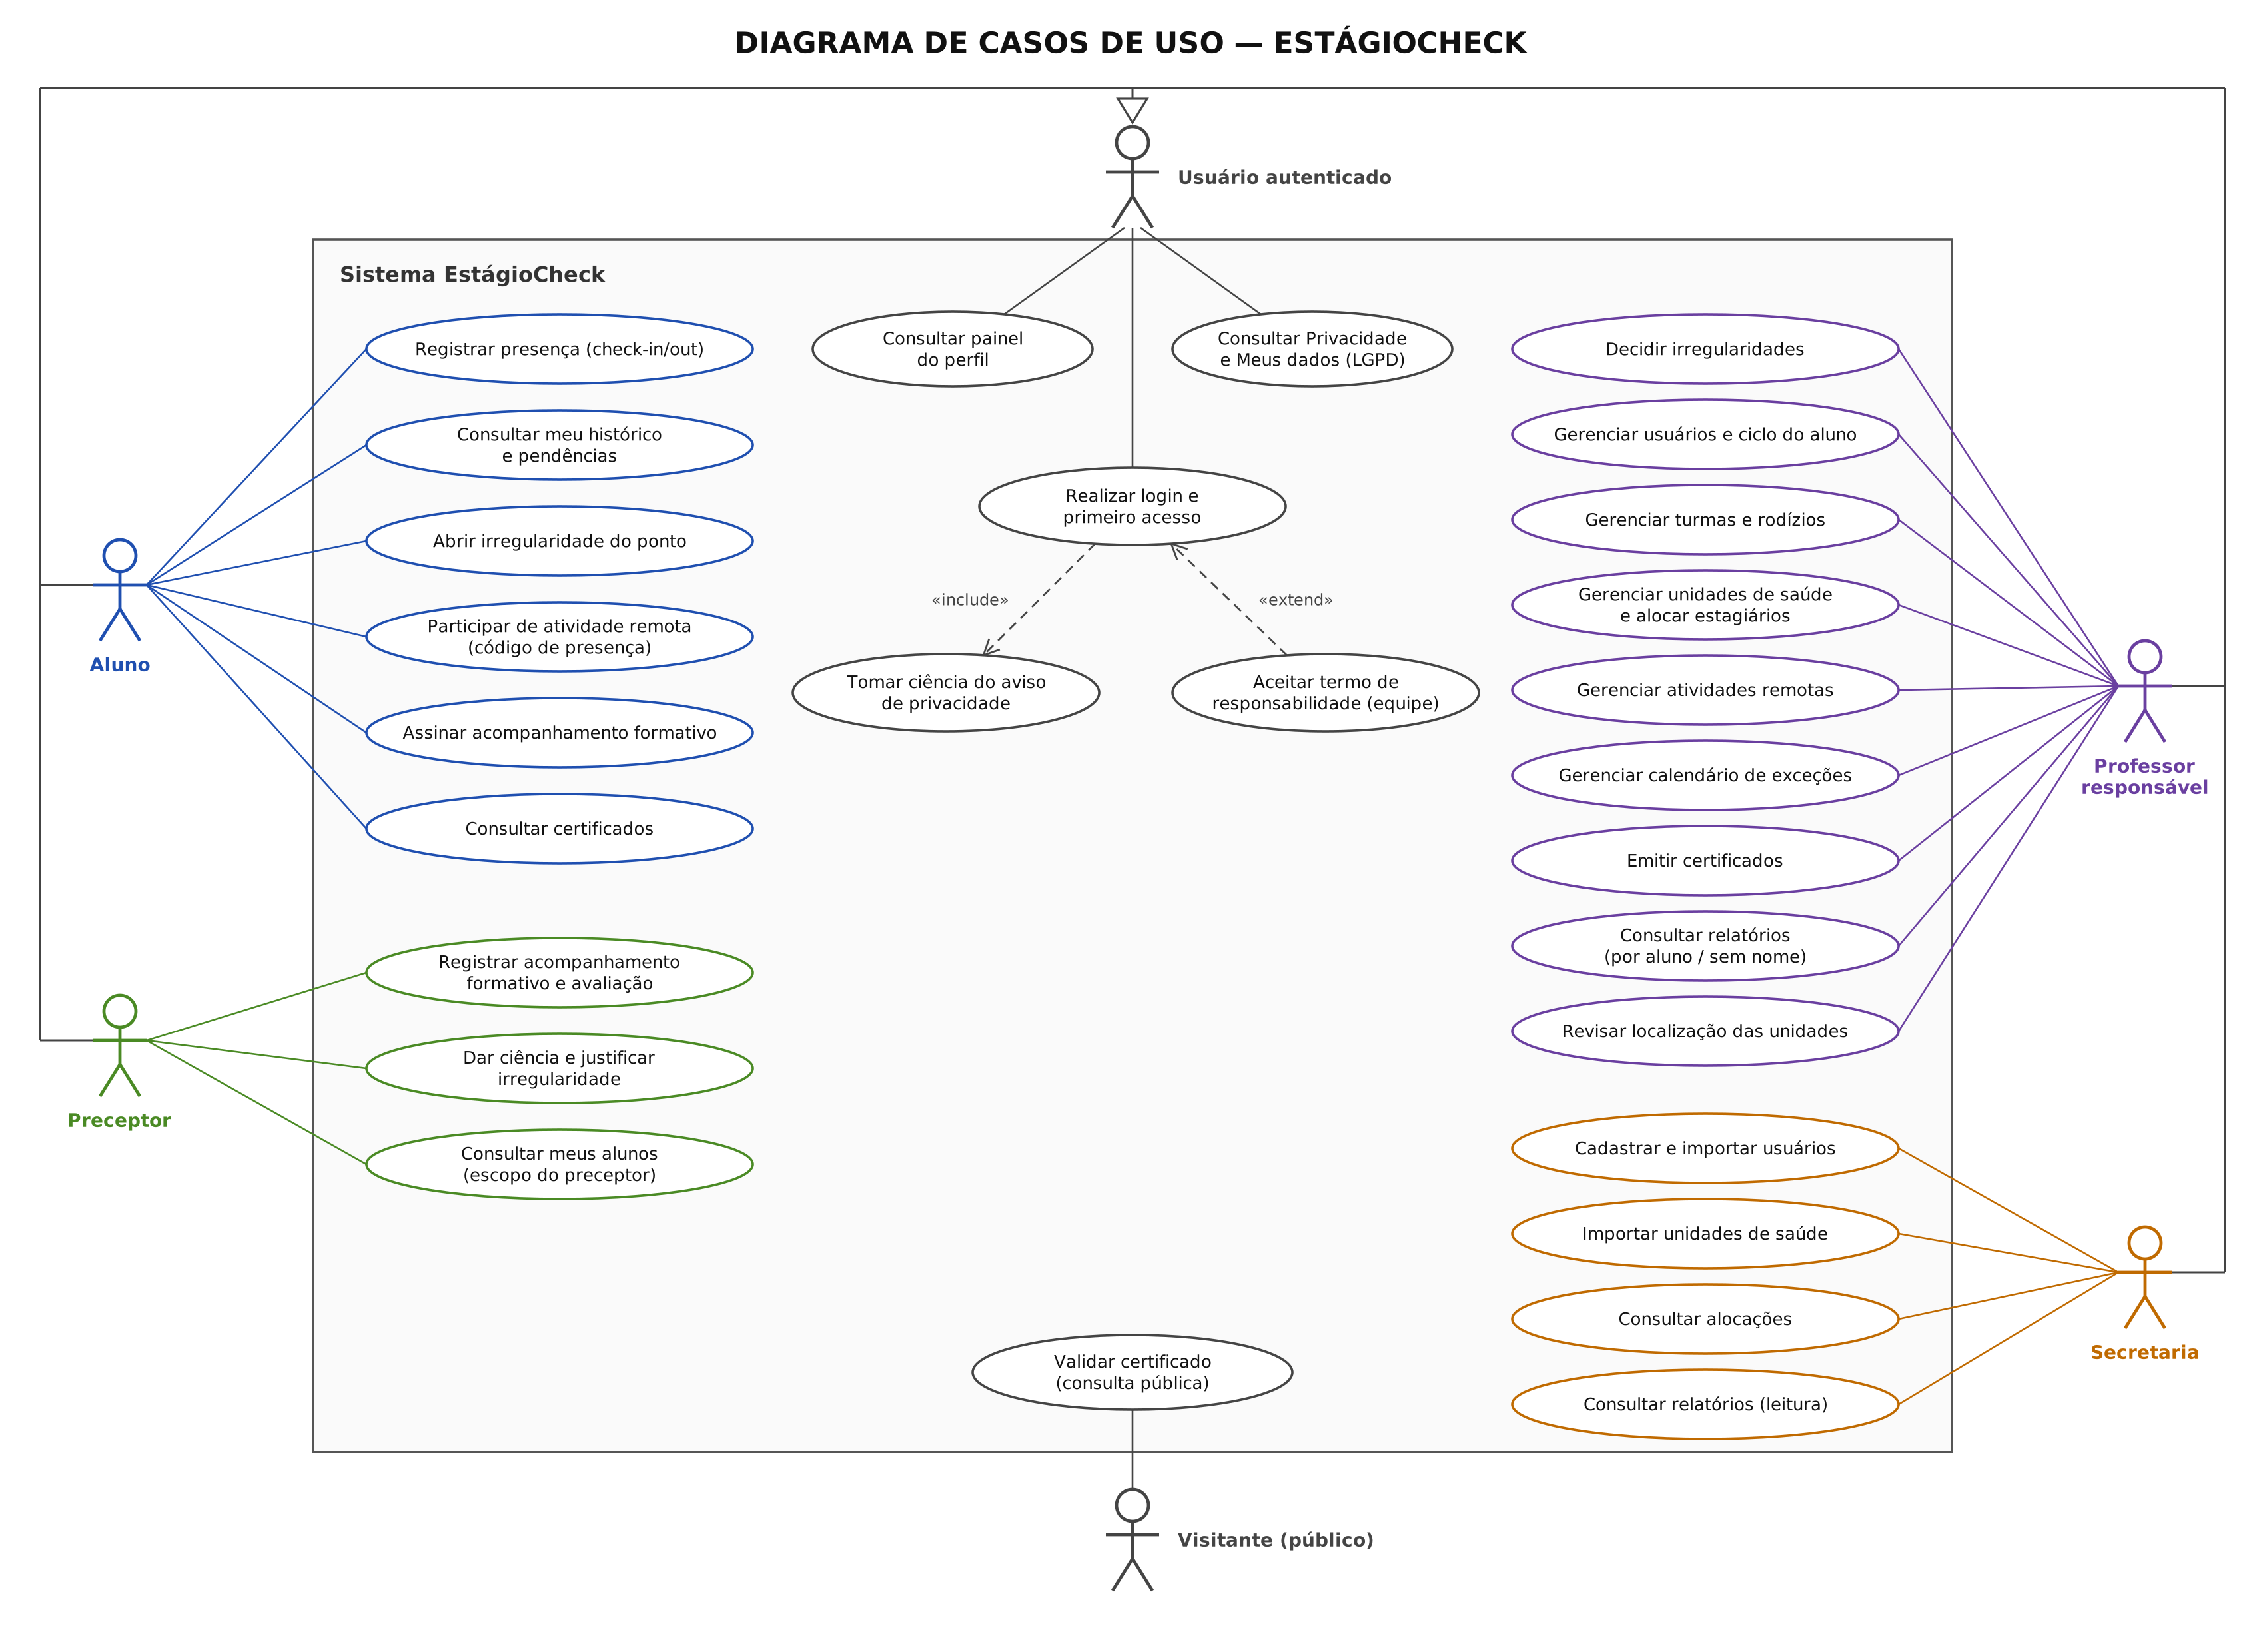 DIAGRAMA DE CASOS DE USO — ESTÁGIOCHECK
Usuário autenticado
Sistema EstágioCheck
Consultar painel
do perfil
Consultar Privacidade
e Meus dados (LGPD)
Realizar login e
primeiro acesso
«include»
«extend»
Tomar ciência do aviso
de privacidade
Aceitar termo de
responsabilidade (equipe)
Registrar presença (check-in/out)
Consultar meu histórico
e pendências
Abrir irregularidade do ponto
Participar de atividade remota
(código de presença)
Assinar acompanhamento formativo
Consultar certificados
Aluno
Registrar acompanhamento
formativo e avaliação
Dar ciência e justificar
irregularidade
Consultar meus alunos
(escopo do preceptor)
Preceptor
Decidir irregularidades
Gerenciar usuários e ciclo do aluno
Gerenciar turmas e rodízios
Gerenciar unidades de saúde
e alocar estagiários
Gerenciar atividades remotas
Gerenciar calendário de exceções
Emitir certificados
Consultar relatórios
(por aluno / sem nome)
Revisar localização das unidades
Professor
responsável
Cadastrar e importar usuários
Importar unidades de saúde
Consultar alocações
Consultar relatórios (leitura)
Secretaria
Validar certificado
(consulta pública)
Visitante (público)